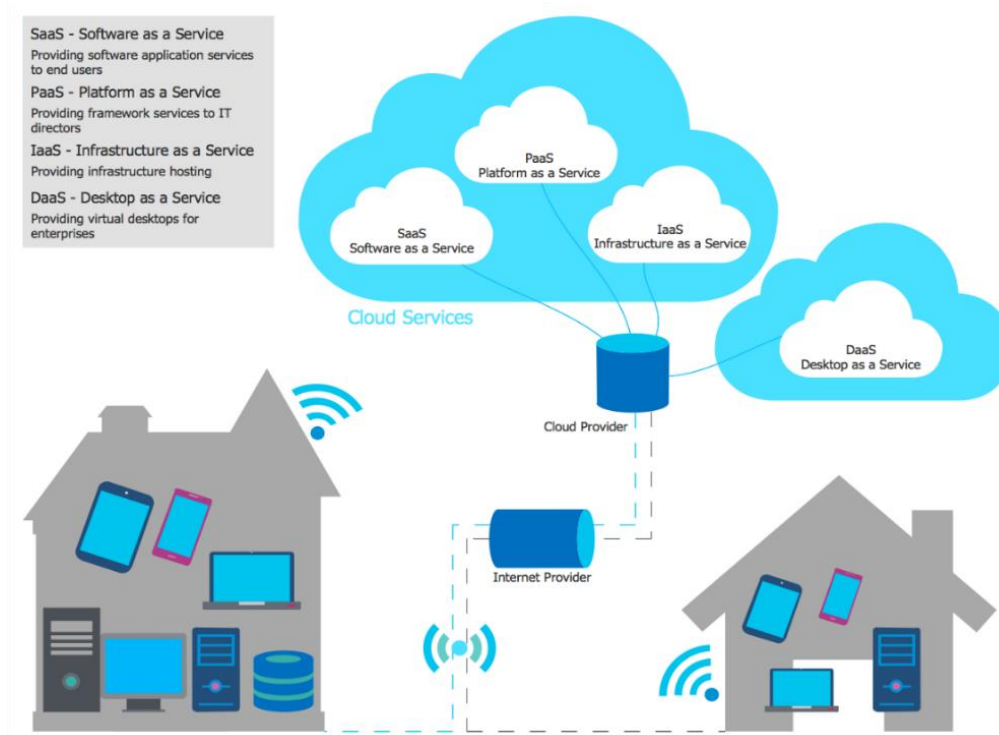 SaaS - Software as a Service
Providing software application services
to end users
PaaS - Platform as a Service
Providing framework services to IT
directors
IaaS - Infrastructure as a Service
Providing infrastructure hosting
DaaS - Desktop as a Service
Providing virtual desktops for
enterprises
PaaS
Platform as a Service
SaaS
Software as a Service
IaaS
Infrastructure as a Service
Cloud Services
DaaS
Desktop as a Service
Cloud Provider
Internet Provider